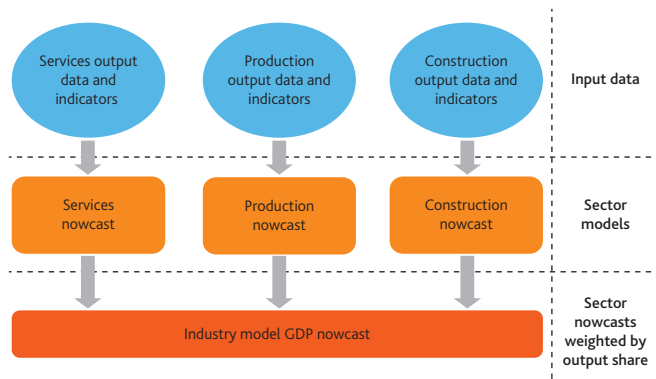 Services output
data and
indicators
Production
output data and
indicators
Construction
output data and
indicators
Input data
Services
nowcast
Production
nowcast
Construction
nowcast
Sector
models
Industry model GDP nowcast
Sector
nowcasts
weighted by
output share